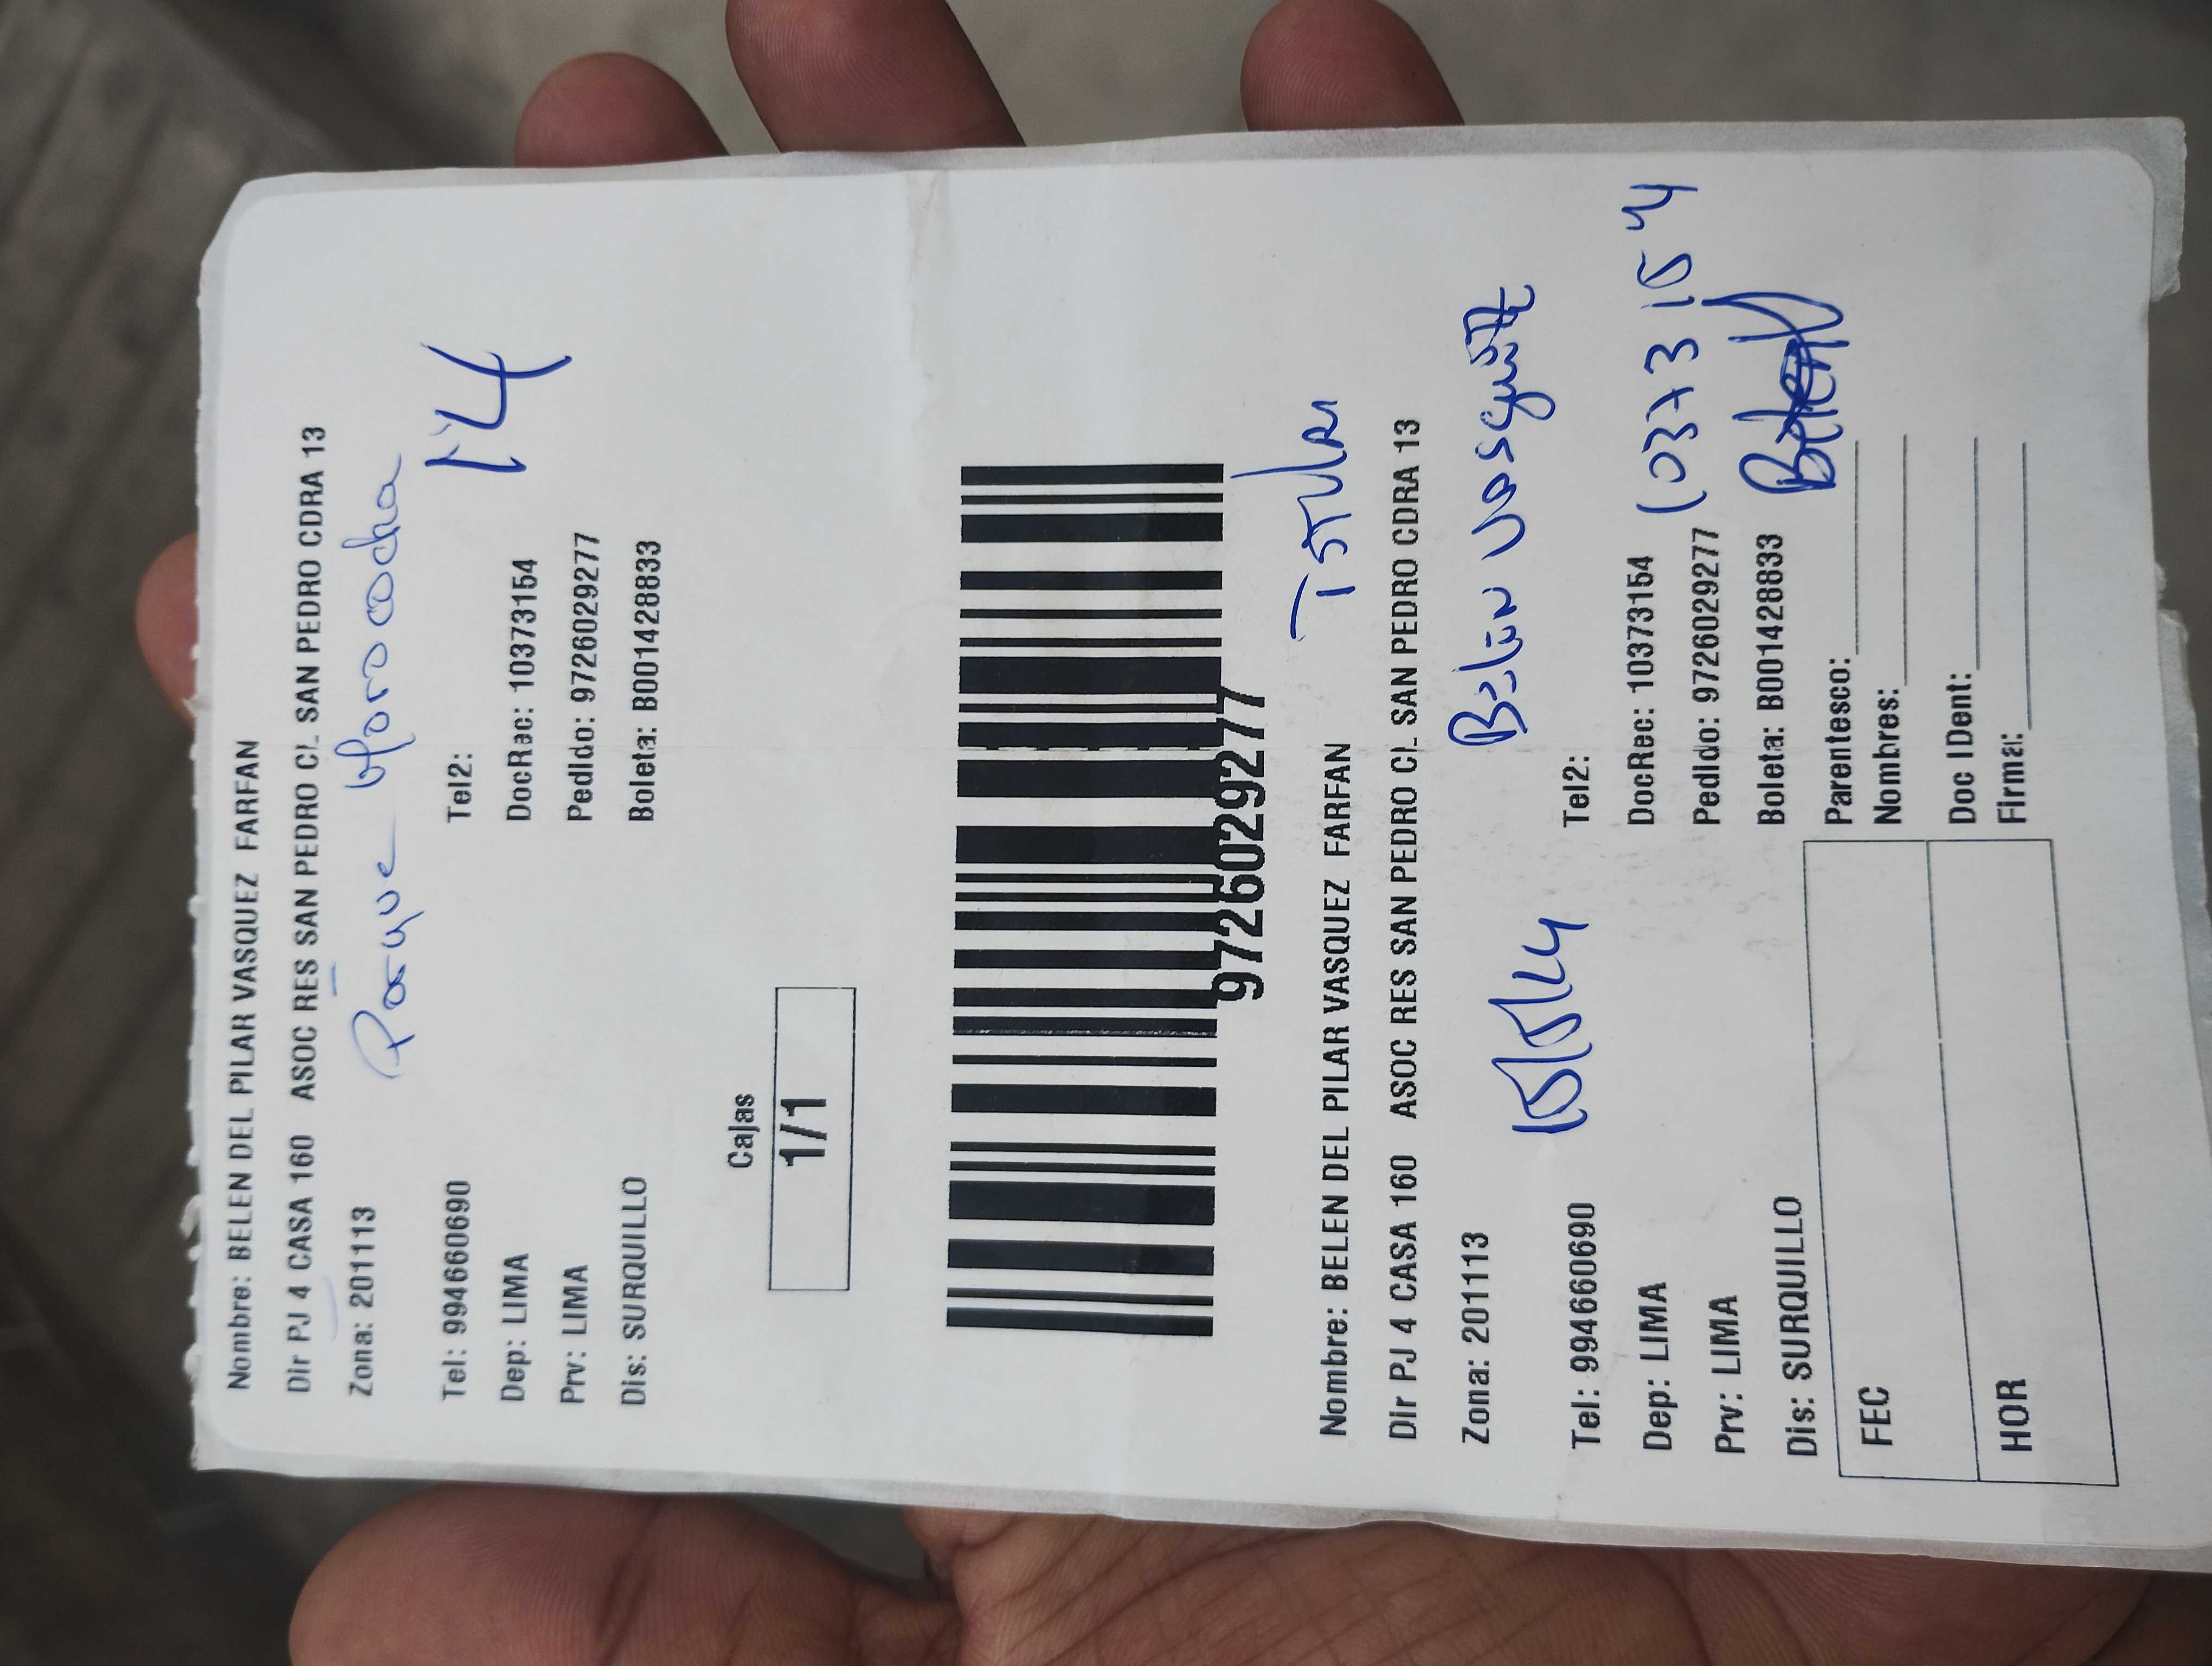 Nombre: BELEN DEL PILAR VASQUEZ FARFAN
Dir PJ 4 CASA 160 ASOC RES SAN PEDRO CL. SAN PEDRO CDRA 13
Zona: 201113 Parque Morococha
14
Tel: 994660690 Tel2:
Dep: LIMA DocRec: 10373154
Prv: LIMA Pedido: 9726029277
Dis: SURQUILLO Boleta: B001428833
Cajas
1/1
9726029277
Nombre: BELEN DEL PILAR VASQUEZ FARFAN
Dir PJ 4 CASA 160 ASOC RES SAN PEDRO CL. SAN PEDRO CDRA 13
Zona: 201113 Belen
Tel: 994660690 Tel2:
Dep: LIMA DocRec: 10373154 10373154
Prv: LIMA Pedido: 9726029277
Dis: SURQUILLO Boleta: B001428833
FEC Parentesco:
Nombres:
HOR Doc IDent:
Firma: